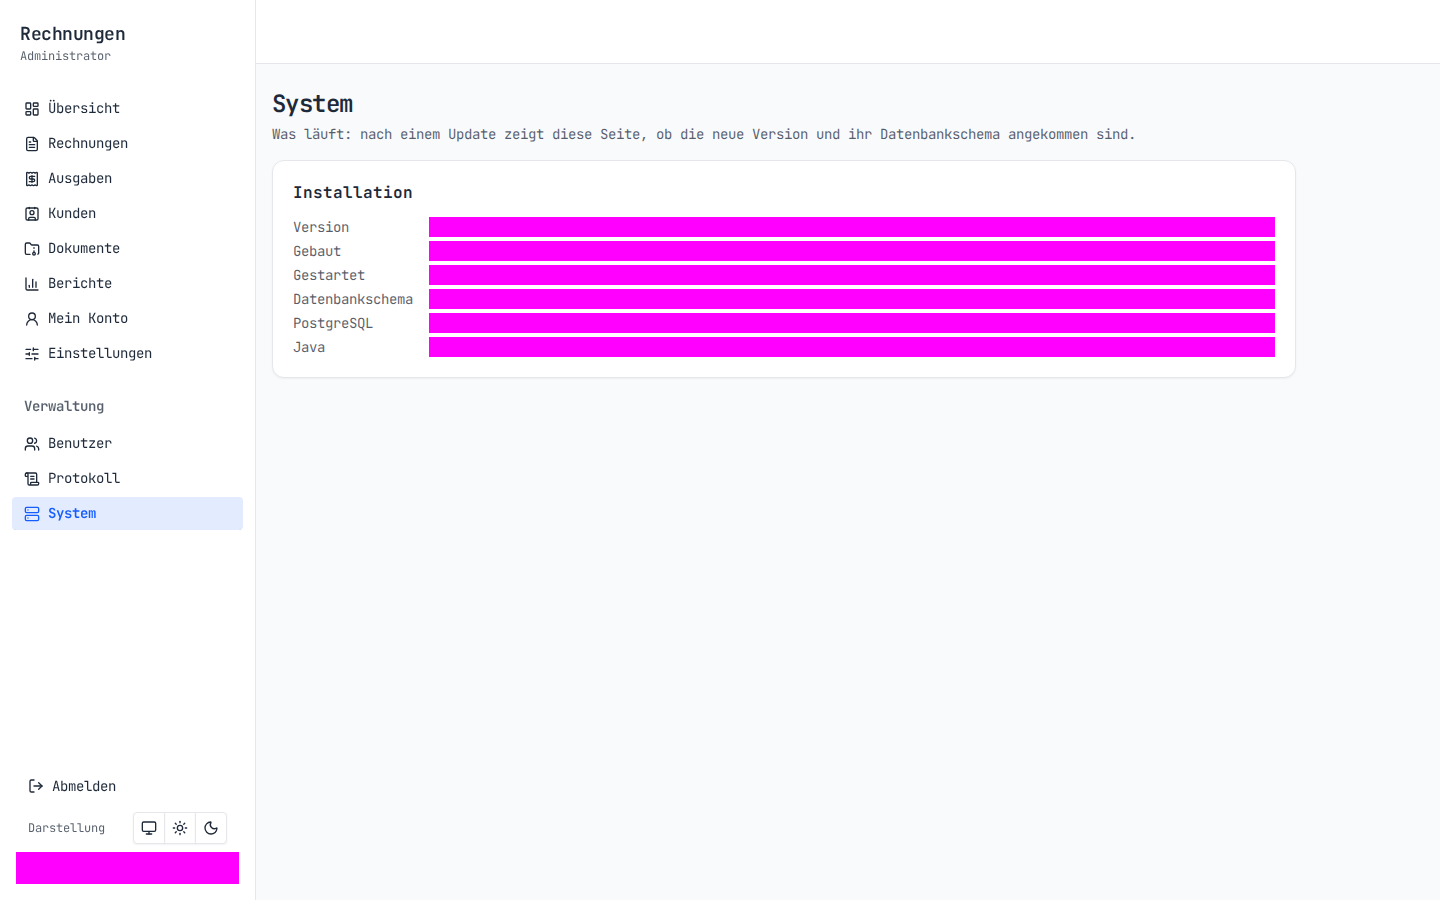 Rechnungen
Administrator
Übersicht
Rechnungen
Ausgaben
Kunden
Dokumente
Berichte
Mein Konto
Einstellungen
Verwaltung
Benutzer
Protokoll
System
Abmelden
Darstellung
System
Was läuft: nach einem Update zeigt diese Seite, ob die neue Version und ihr Datenbankschema angekommen sind.
Installation
Version
Gebaut
Gestartet
Datenbankschema
PostgreSQL
Java